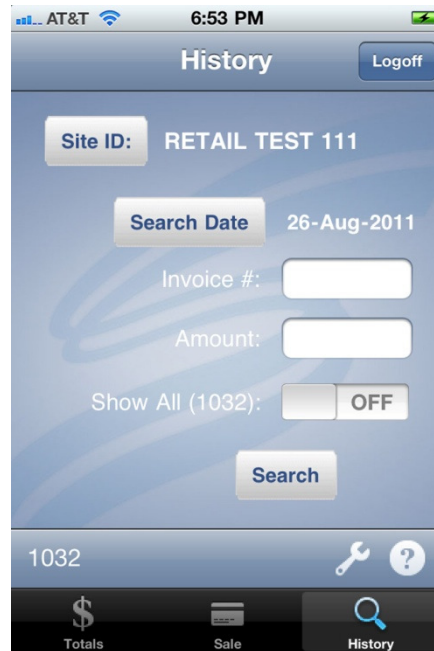 AT&T 6:53 PM
History Logoff
Site ID: RETAIL TEST 111
Search Date 26-Aug-2011
Invoice #:
Amount:
Show All (1032): OFF
Search
1032 ?
$
Totals Sale History